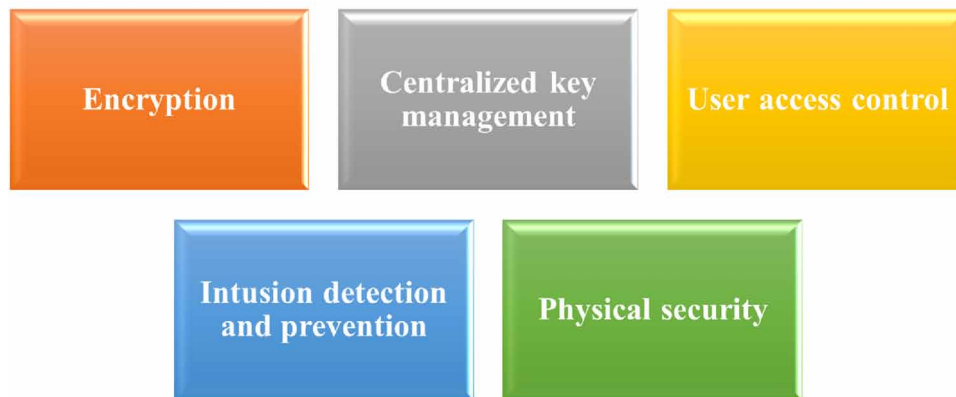 Encryption
Centralized key
management
User access control
Intusion detection
and prevention
Physical security